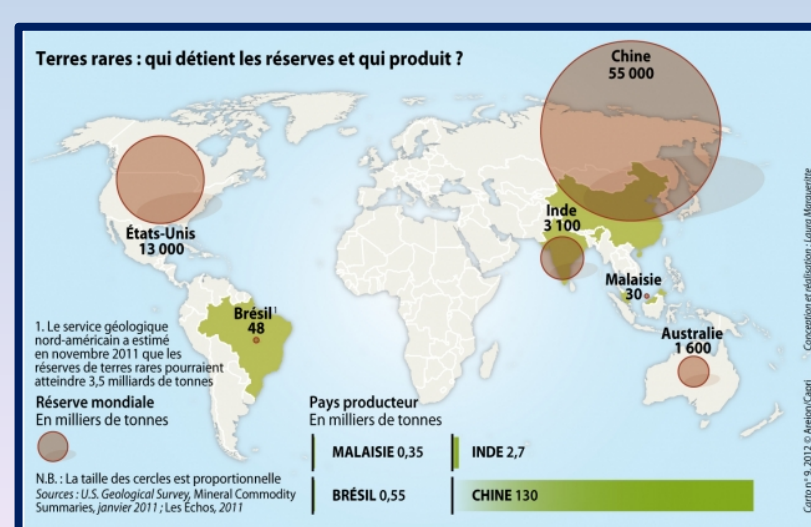 Terres rares : qui détient les réserves et qui produit ?
Chine
55 000
États-Unis
13 000
Inde
3 100
Malaisie
30
Brésil¹
48
Australie
1 600
1. Le service géologique
nord-américain a estimé
en novembre 2011 que les
réserves de terres rares pourraient
atteindre 3,5 milliards de tonnes
Réserve mondiale
En milliers de tonnes
N.B. : La taille des cercles est proportionnelle
Sources : U.S. Geological Survey, Mineral Commodity
Summaries, janvier 2011 ; Les Échos, 2011
Pays producteur
En milliers de tonnes
MALAISIE 0,35
INDE 2,7
BRÉSIL 0,55
CHINE 130
Carto n° 9, 2012 © Areion/Capri
Conception et réalisation : Laura Margueritte